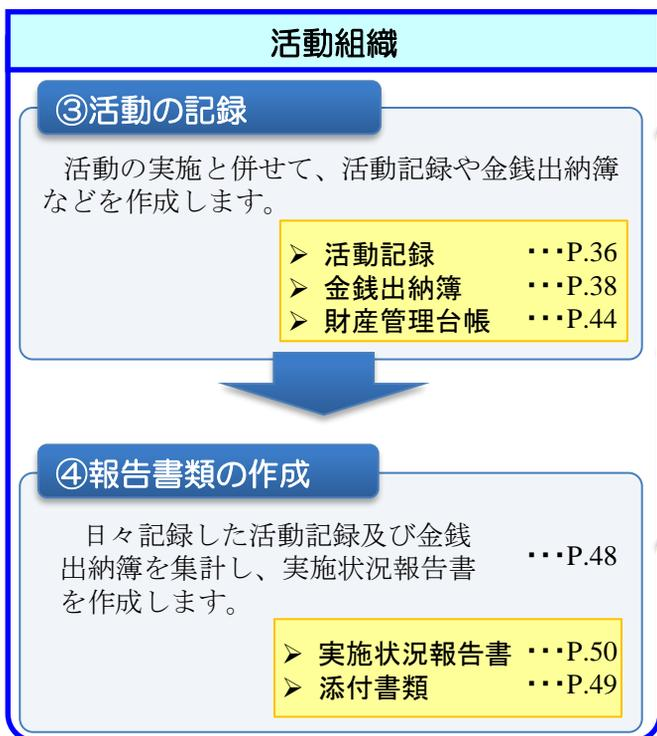 活動組織
③活動の記録
活動の実施と併せて、活動記録や金銭出納簿
などを作成します。
➢ 活動記録 ･･･P.36
➢ 金銭出納簿 ･･･P.38
➢ 財産管理台帳 ･･･P.44
④報告書類の作成
日々記録した活動記録及び金銭
出納簿を集計し、実施状況報告書 ･･･P.48
を作成します。
➢ 実施状況報告書 ･･･P.50
➢ 添付書類 ･･･P.49